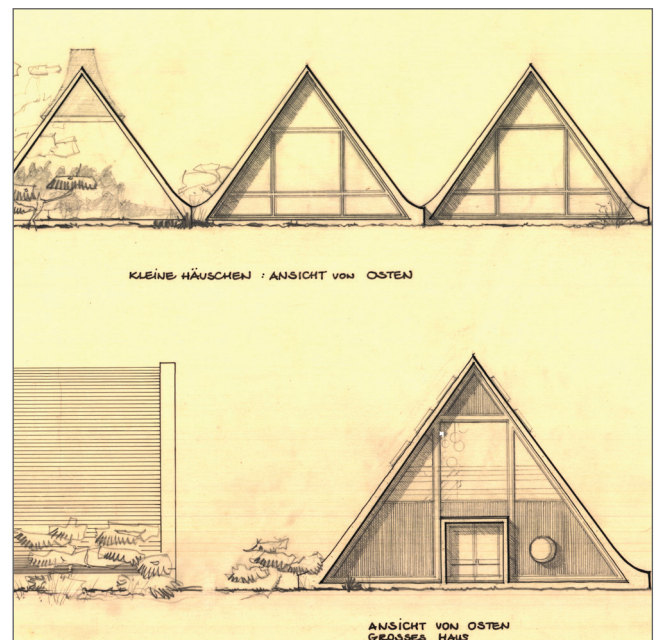 KLEINE HÄUSCHEN : ANSICHT VON OSTEN
ANSICHT VON OSTEN
GROSSES HAUS